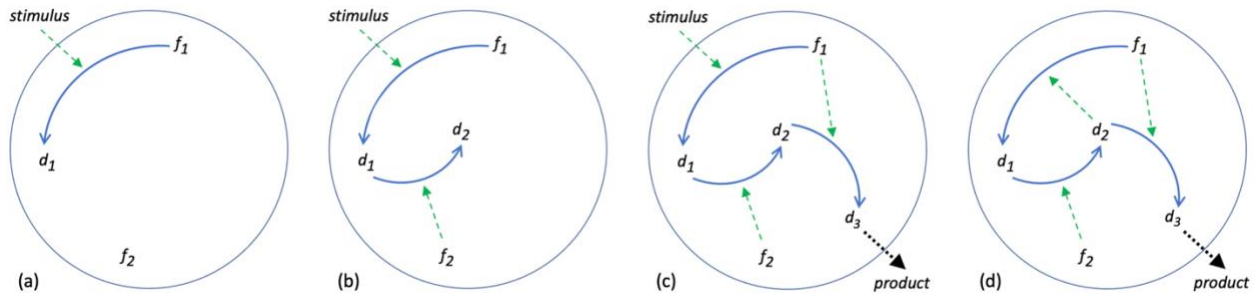 stimulus
f1
d1
f2
(a)
stimulus
f1
d2
d1
f2
(b)
stimulus
f1
d2
d1
d3
f2
(c)
product
f1
d2
d1
d3
f2
(d)
product